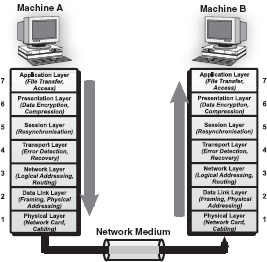 Machine A
Machine B
7
Application Layer
(File Transfer,
Access)
6
Presentation Layer
(Data Encryption,
Compression)
5
Session Layer
(Resynchronisation)
4
Transport Layer
(Error Detection,
Recovery)
3
Network Layer
(Logical Addressing,
Routing)
2
Data Link Layer
(Framing, Physical
Addressing)
1
Physical Layer
(Network Card,
Cabling)
Application Layer
(File Transfer,
Access)
7
Presentation Layer
(Data Encryption,
Compression)
6
Session Layer
(Resynchronisation)
5
Transport Layer
(Error Detection,
Recovery)
4
Network Layer
(Logical Addressing,
Routing)
3
Data Link Layer
(Framing, Physical
Addressing)
2
Physical Layer
(Network Card,
Cabling)
1
Network Medium